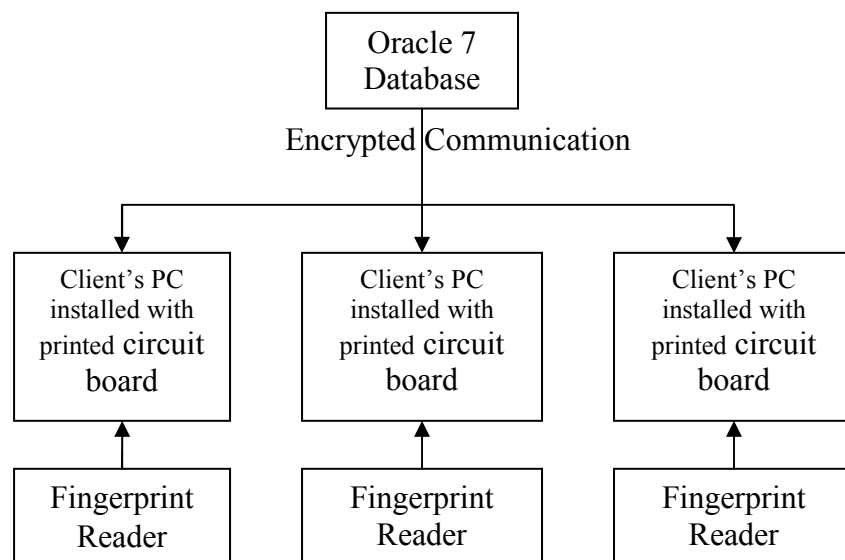 Oracle 7
Database
Encrypted Communication
Client’s PC
installed with
printed circuit
board
Client’s PC
installed with
printed circuit
board
Client’s PC
installed with
printed circuit
board
Fingerprint
Reader
Fingerprint
Reader
Fingerprint
Reader